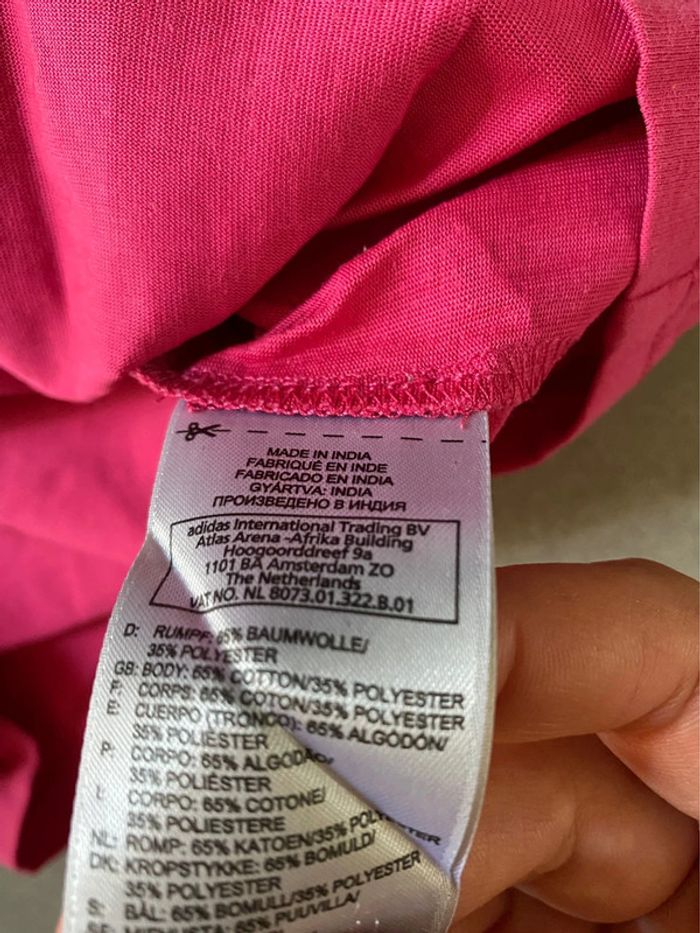 MADE IN INDIA
FABRIQUÉ EN INDE
FABRICADO EN INDIA
GYÁRTVA: INDIA
ПРОИЗВЕДЕНО В ИНДИЯ
adidas International Trading BV
Atlas Arena -Afrika Building
Hoogoorddreef 9a
1101 BA Amsterdam ZO
The Netherlands
VAT NO. NL 8073.01.322.B.01
D: RUMPF: 65% BAUMWOLLE/
35% POLYESTER
GB: BODY: 65% COTTON/35% POLYESTER
F: CORPS: 65% COTON/35% POLYESTER
E: CUERPO (TRONCO): 65% ALGODÓN/
35% POLIÉSTER
P: CORPO: 65% ALGODÃO/
35% POLIÉSTER
I: CORPO: 65% COTONE/
35% POLIESTERE
NL: ROMP: 65% KATOEN/35% POLYESTER
DK: KROPSTYKKE: 65% BOMULD/
35% POLYESTER
S: BÅL: 65% BOMULL/35% POLYESTER
65% PUUVILLA/